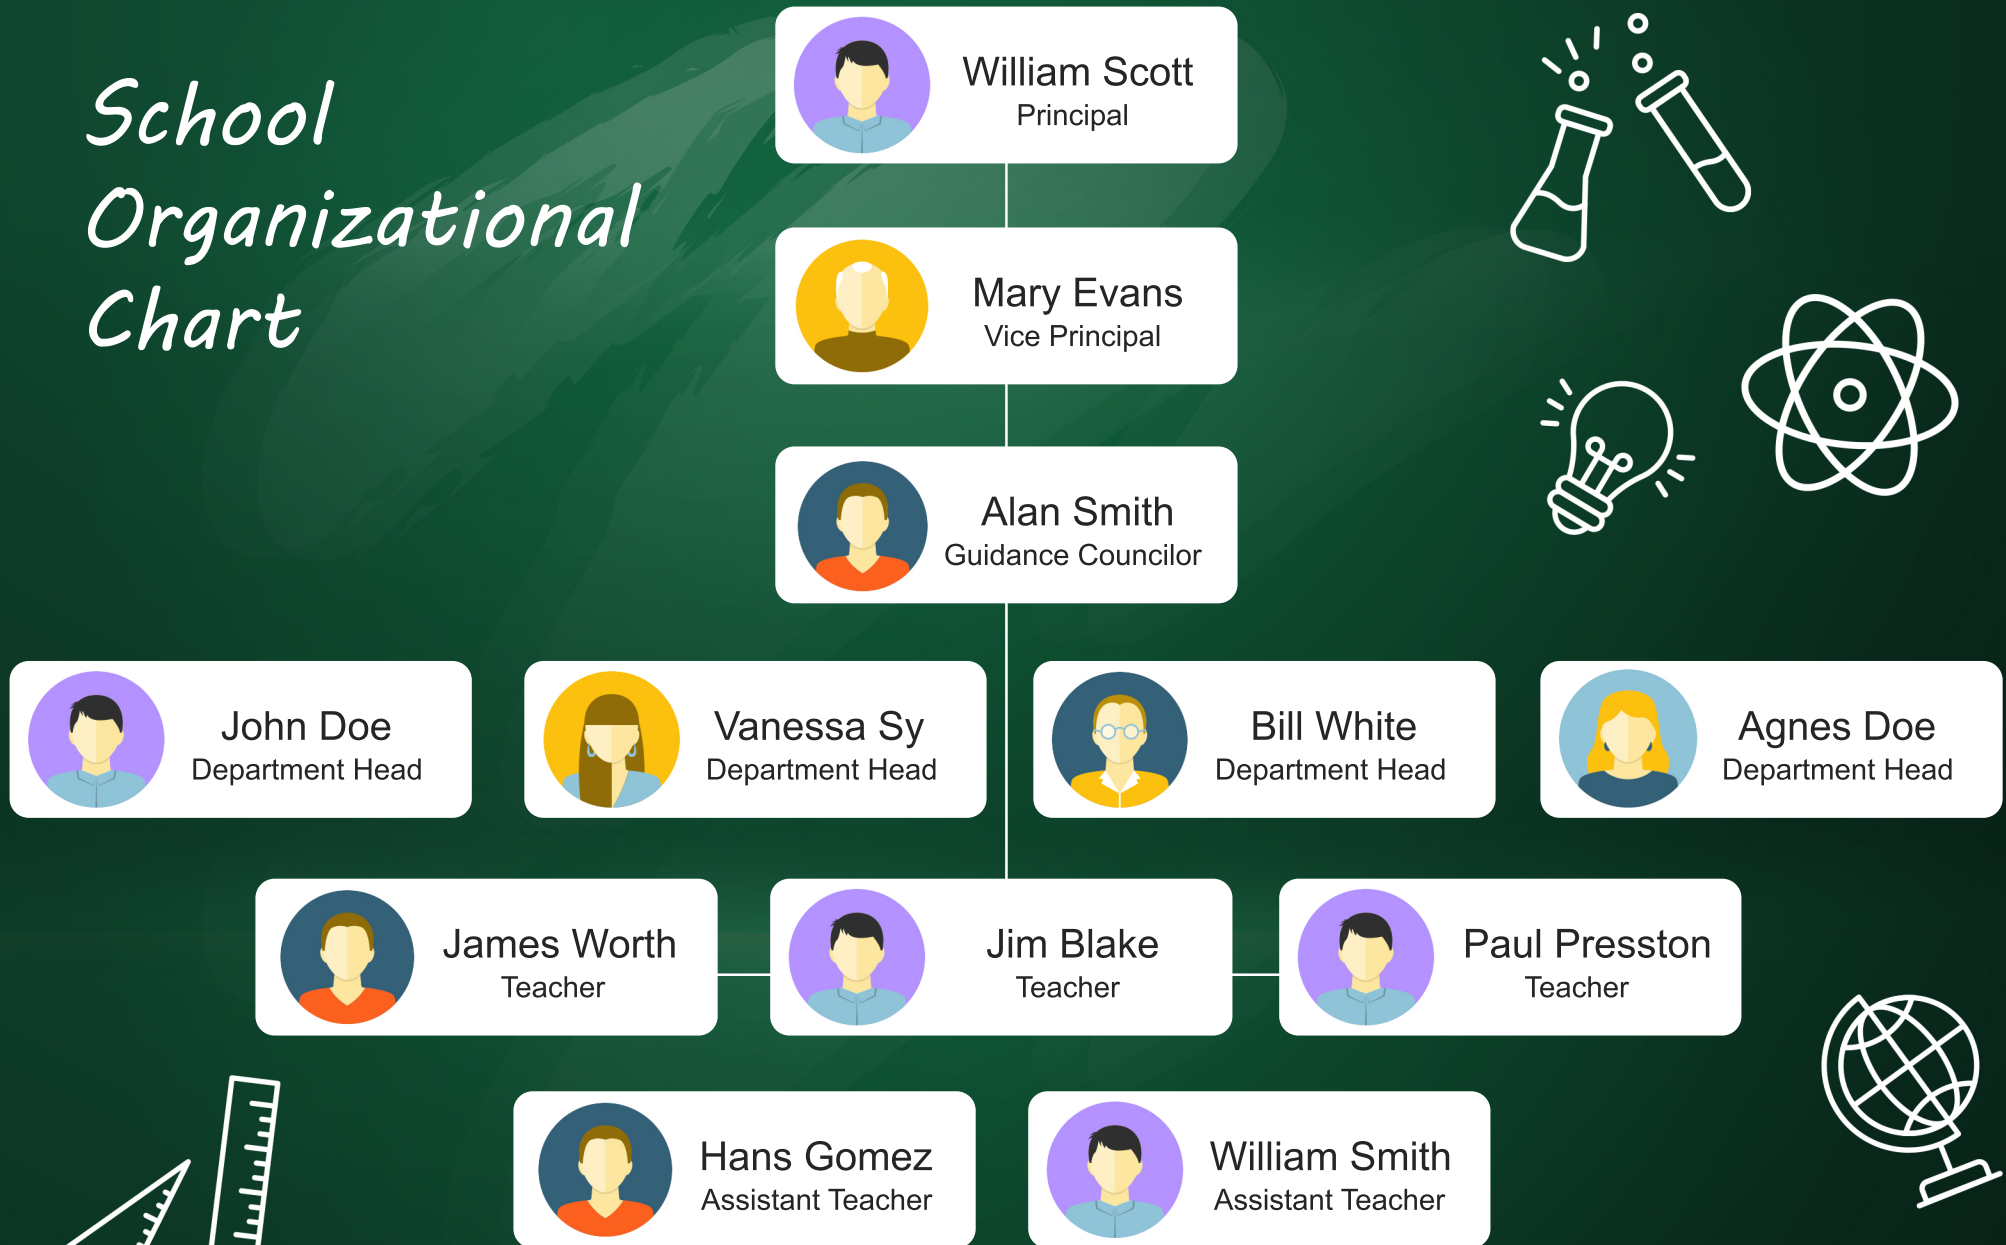 School
Organizational
Chart
William Scott
Principal
Mary Evans
Vice Principal
Alan Smith
Guidance Councilor
John Doe
Department Head
Vanessa Sy
Department Head
Bill White
Department Head
Agnes Doe
Department Head
James Worth
Teacher
Jim Blake
Teacher
Paul Presston
Teacher
Hans Gomez
Assistant Teacher
William Smith
Assistant Teacher